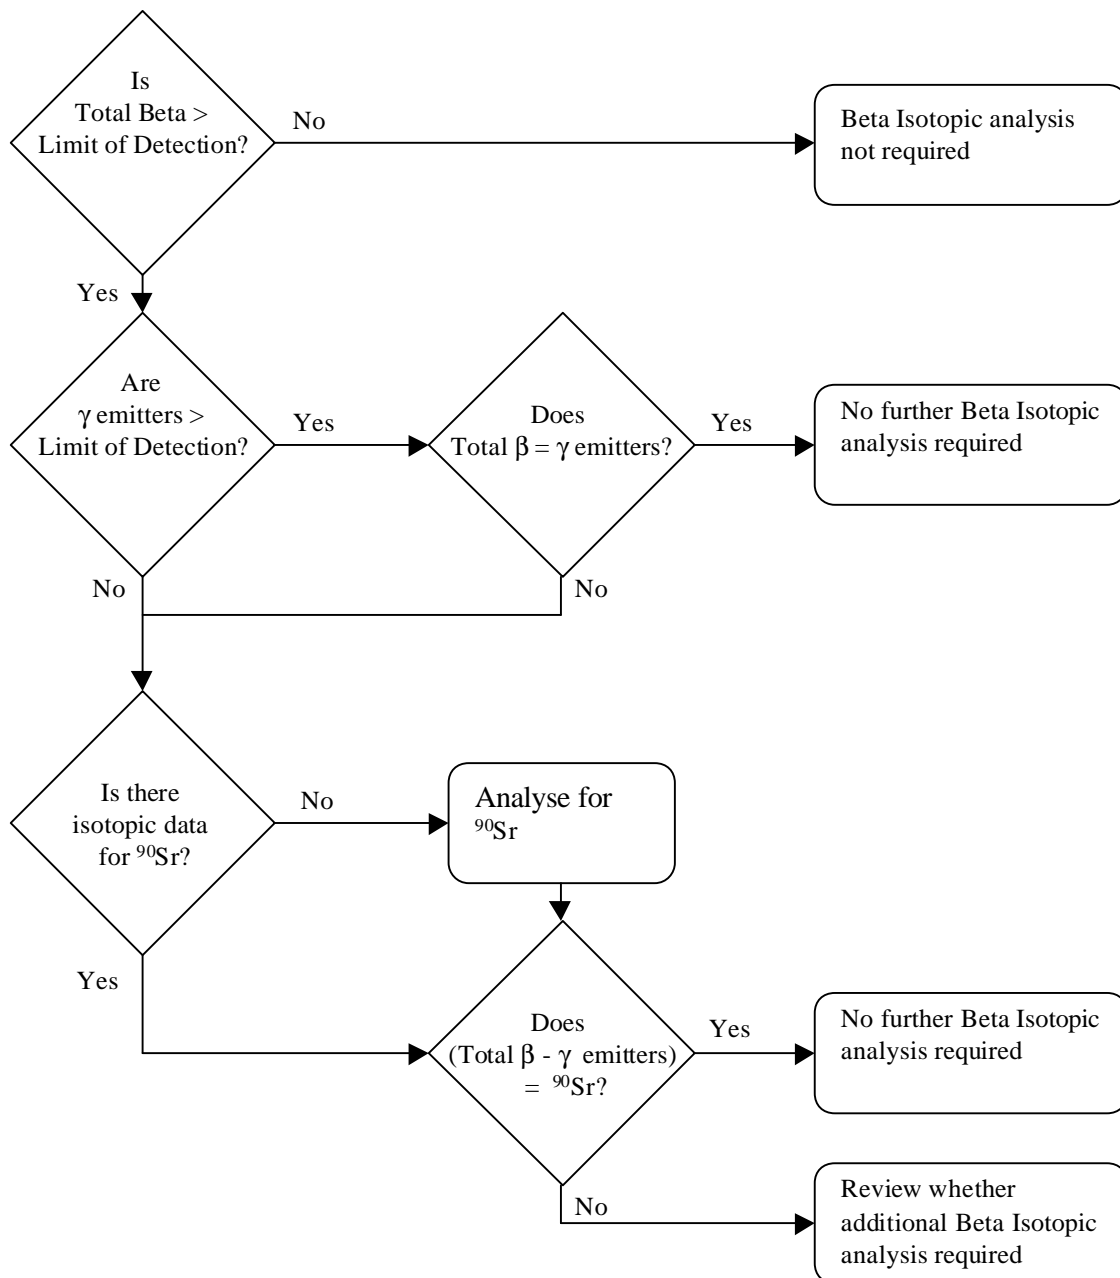 Is
Total Beta >
Limit of Detection?
No
Beta Isotopic analysis
not required
Yes
Are
γ emitters >
Limit of Detection?
Yes
Does
Total β = γ emitters?
Yes
No further Beta Isotopic
analysis required
No
No
Is there
isotopic data
for ⁹⁰Sr?
No
Analyse for
⁹⁰Sr
Yes
Does
(Total β - γ emitters)
= ⁹⁰Sr?
Yes
No further Beta Isotopic
analysis required
No
Review whether
additional Beta Isotopic
analysis required